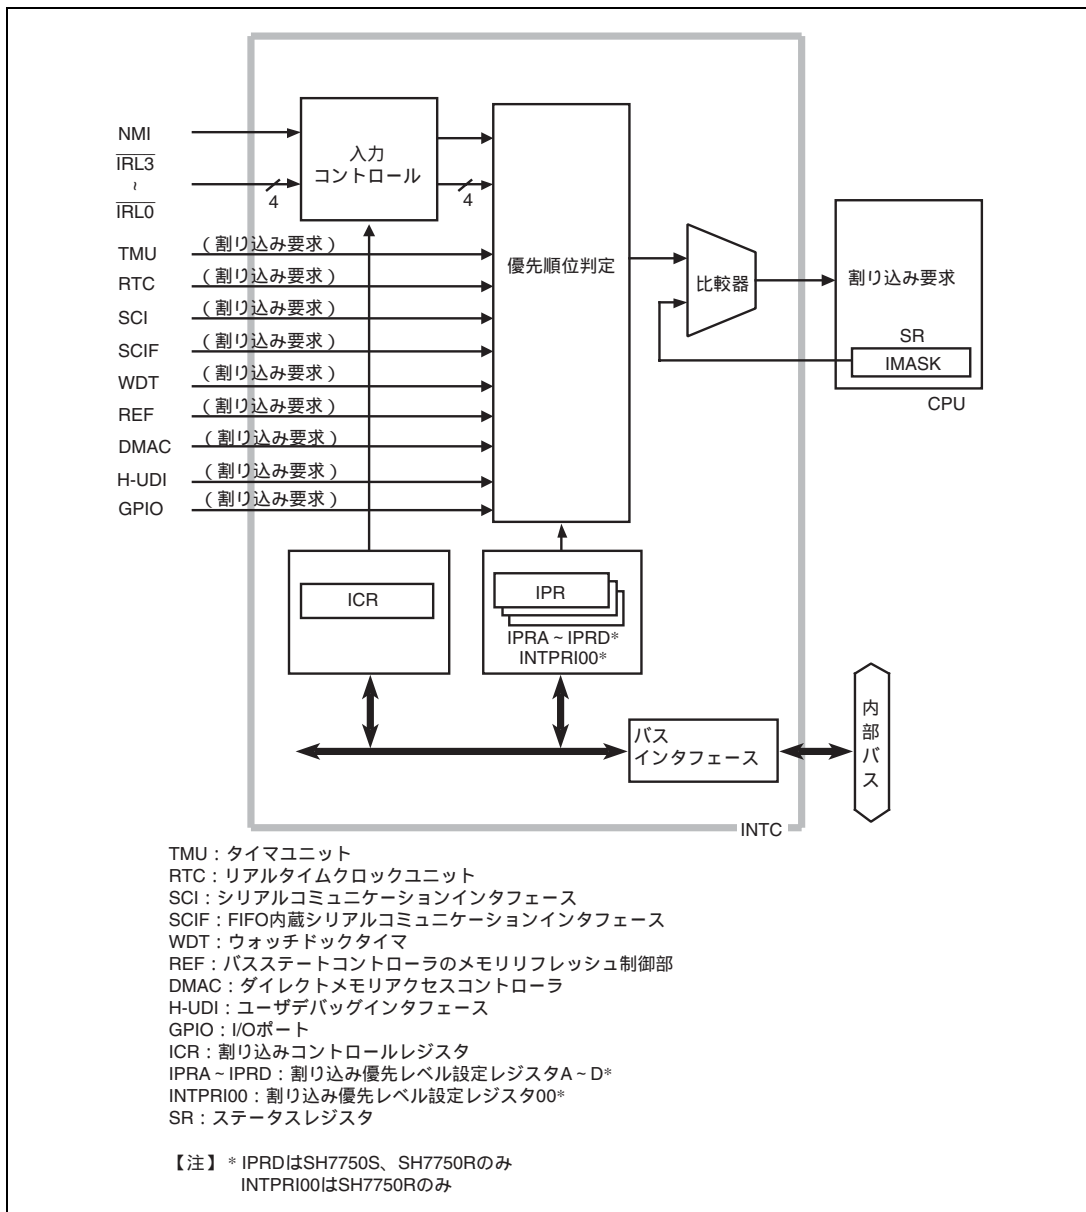 NMI
IRL3
~
IRL0
4
入力
コントロール
4
TMU
(割り込み要求)
RTC
(割り込み要求)
SCI
(割り込み要求)
SCIF
(割り込み要求)
WDT
(割り込み要求)
REF
(割り込み要求)
DMAC
(割り込み要求)
H-UDI
(割り込み要求)
GPIO
(割り込み要求)
優先順位判定
比較器
割り込み要求
SR
IMASK
CPU
ICR
IPR
IPRA ~ IPRD*
INTPRI00*
バス
インタフェース
内部バス
INTC
TMU:タイマユニット
RTC:リアルタイムクロックユニット
SCI:シリアルコミュニケーションインタフェース
SCIF:FIFO内蔵シリアルコミュニケーションインタフェース
WDT:ウォッチドックタイマ
REF:バスステートコントローラのメモリリフレッシュ制御部
DMAC:ダイレクトメモリアクセスコントローラ
H-UDI:ユーザデバッグインタフェース
GPIO:I/Oポート
ICR:割り込みコントロールレジスタ
IPRA ~ IPRD:割り込み優先レベル設定レジスタA ~ D*
INTPRI00:割り込み優先レベル設定レジスタ00*
SR:ステータスレジスタ
【注】 * IPRDはSH7750S、SH7750Rのみ
INTPRI00はSH7750Rのみ